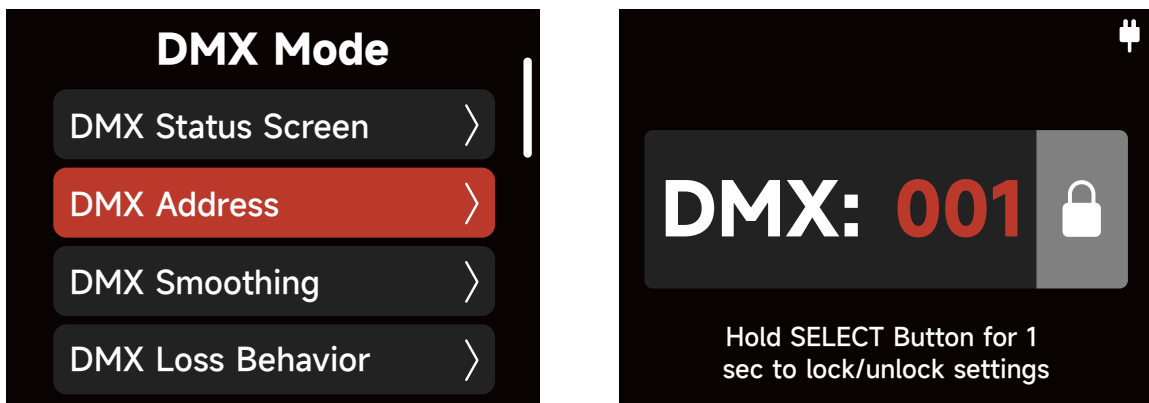 DMX Mode
DMX Status Screen
DMX Address
DMX Smoothing
DMX Loss Behavior
DMX: 001
Hold SELECT Button for 1
sec to lock/unlock settings